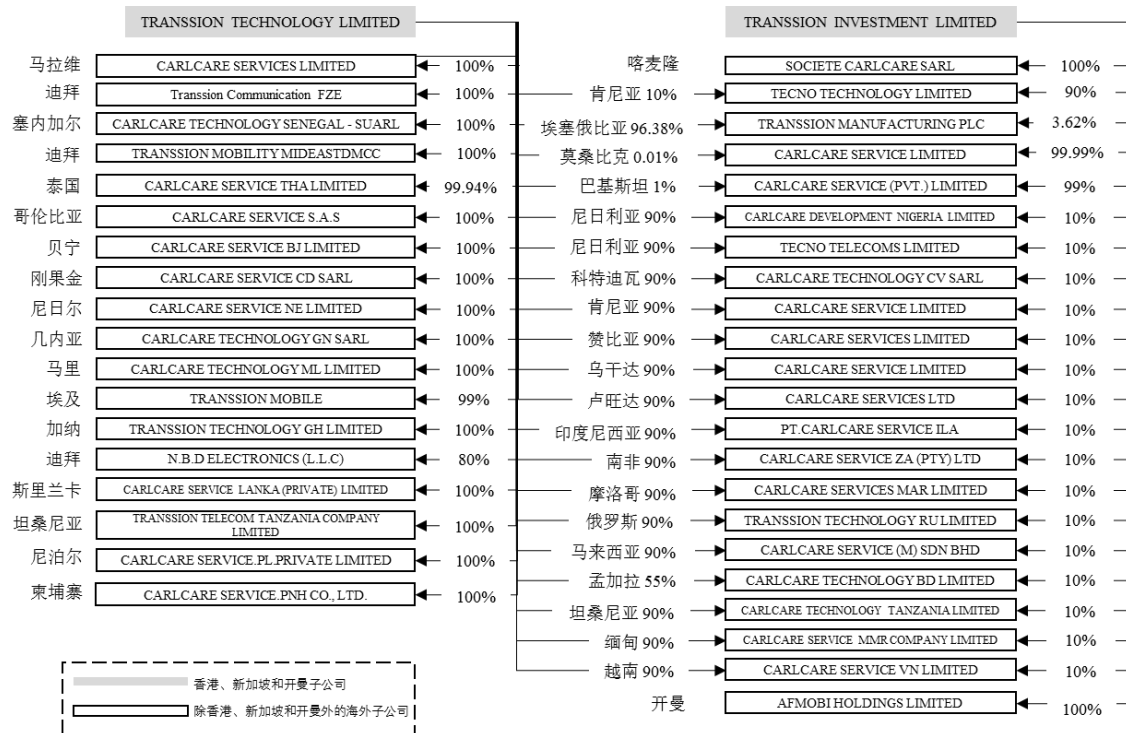 TRANSSION TECHNOLOGY LIMITED
马拉维 CARLCARE SERVICES LIMITED 100%
迪拜 Transsion Communication FZE 100%
塞内加尔 CARLCARE TECHNOLOGY SENEGAL - SUARL 100%
迪拜 TRANSSION MOBILITY MIDEASTDMCC 100%
泰国 CARLCARE SERVICE THA LIMITED 99.94%
哥伦比亚 CARLCARE SERVICE S.A.S 100%
贝宁 CARLCARE SERVICE BJ LIMITED 100%
刚果金 CARLCARE SERVICE CD SARL 100%
尼日尔 CARLCARE SERVICE NE LIMITED 100%
几内亚 CARLCARE TECHNOLOGY GN SARL 100%
马里 CARLCARE TECHNOLOGY ML LIMITED 100%
埃及 TRANSSION MOBILE 99%
加纳 TRANSSION TECHNOLOGY GH LIMITED 100%
迪拜 N.B.D ELECTRONICS (L.L.C) 80%
斯里兰卡 CARLCARE SERVICE LANKA (PRIVATE) LIMITED 100%
坦桑尼亚 TRANSSION TELECOM TANZANIA COMPANY
LIMITED 100%
尼泊尔 CARLCARE SERVICE.PL.PRIVATE LIMITED 100%
柬埔寨 CARLCARE SERVICE.PNH CO., LTD. 100%
香港、新加坡和开曼子公司
除香港、新加坡和开曼外的海外子公司
TRANSSION INVESTMENT LIMITED
喀麦隆 SOCIETE CARLCARE SARL 100%
肯尼亚 10% TECNO TECHNOLOGY LIMITED 90%
埃塞俄比亚 96.38% TRANSSION MANUFACTURING PLC 3.62%
莫桑比克 0.01% CARLCARE SERVICE LIMITED 99.99%
巴基斯坦 1% CARLCARE SERVICE (PVT.) LIMITED 99%
尼日利亚 90% CARLCARE DEVELOPMENT NIGERIA LIMITED 10%
尼日利亚 90% TECNO TELECOMS LIMITED 10%
科特迪瓦 90% CARLCARE TECHNOLOGY CV SARL 10%
肯尼亚 90% CARLCARE SERVICE LIMITED 10%
赞比亚 90% CARLCARE SERVICES LIMITED 10%
乌干达 90% CARLCARE SERVICE LIMITED 10%
卢旺达 90% CARLCARE SERVICES LTD 10%
印度尼西亚 90% PT.CARLCARE SERVICE ILA 10%
南非 90% CARLCARE SERVICE ZA (PTY) LTD 10%
摩洛哥 90% CARLCARE SERVICES MAR LIMITED 10%
俄罗斯 90% TRANSSION TECHNOLOGY RU LIMITED 10%
马来西亚 90% CARLCARE SERVICE (M) SDN BHD 10%
孟加拉 55% CARLCARE TECHNOLOGY BD LIMITED 10%
坦桑尼亚 90% CARLCARE TECHNOLOGY TANZANIA LIMITED 10%
缅甸 90% CARLCARE SERVICE MMR COMPANY LIMITED 10%
越南 90% CARLCARE SERVICE VN LIMITED 10%
开曼 AFMOBI HOLDINGS LIMITED 100%